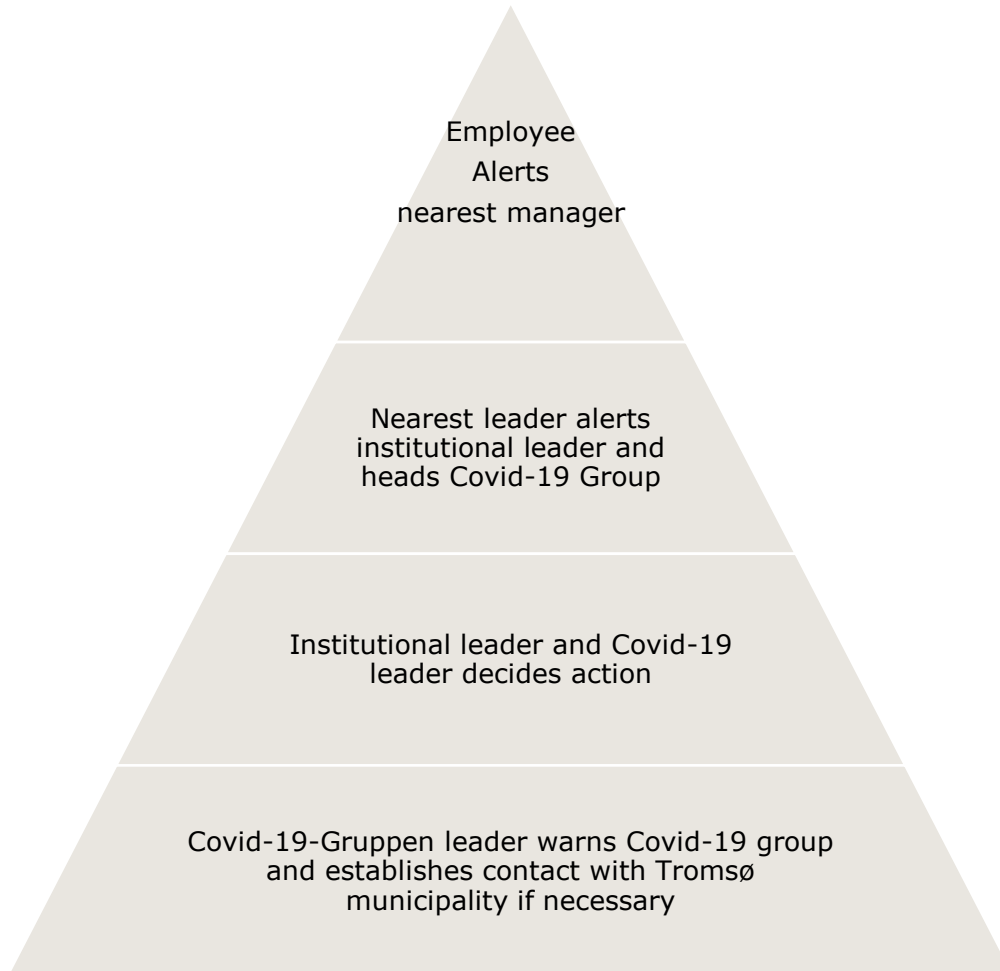 Employee
Alerts
nearest manager
Nearest leader alerts
institutional leader and
heads Covid-19 Group
Institutional leader and Covid-19
leader decides action
Covid-19-Gruppen leader warns Covid-19 group
and establishes contact with Tromsø
municipality if necessary